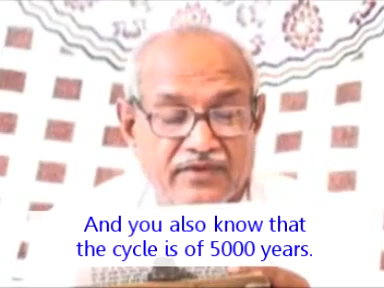 And you also know that
the cycle is of 5000 years.